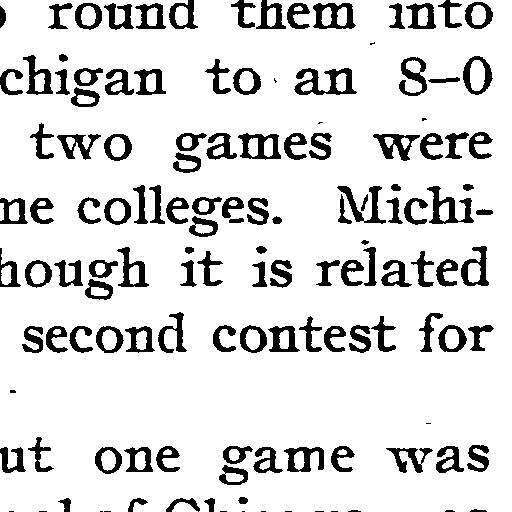 round them into
chigan to an 8–0
two games were
me colleges. Michi-
hough it is related
second contest for
ut one game was